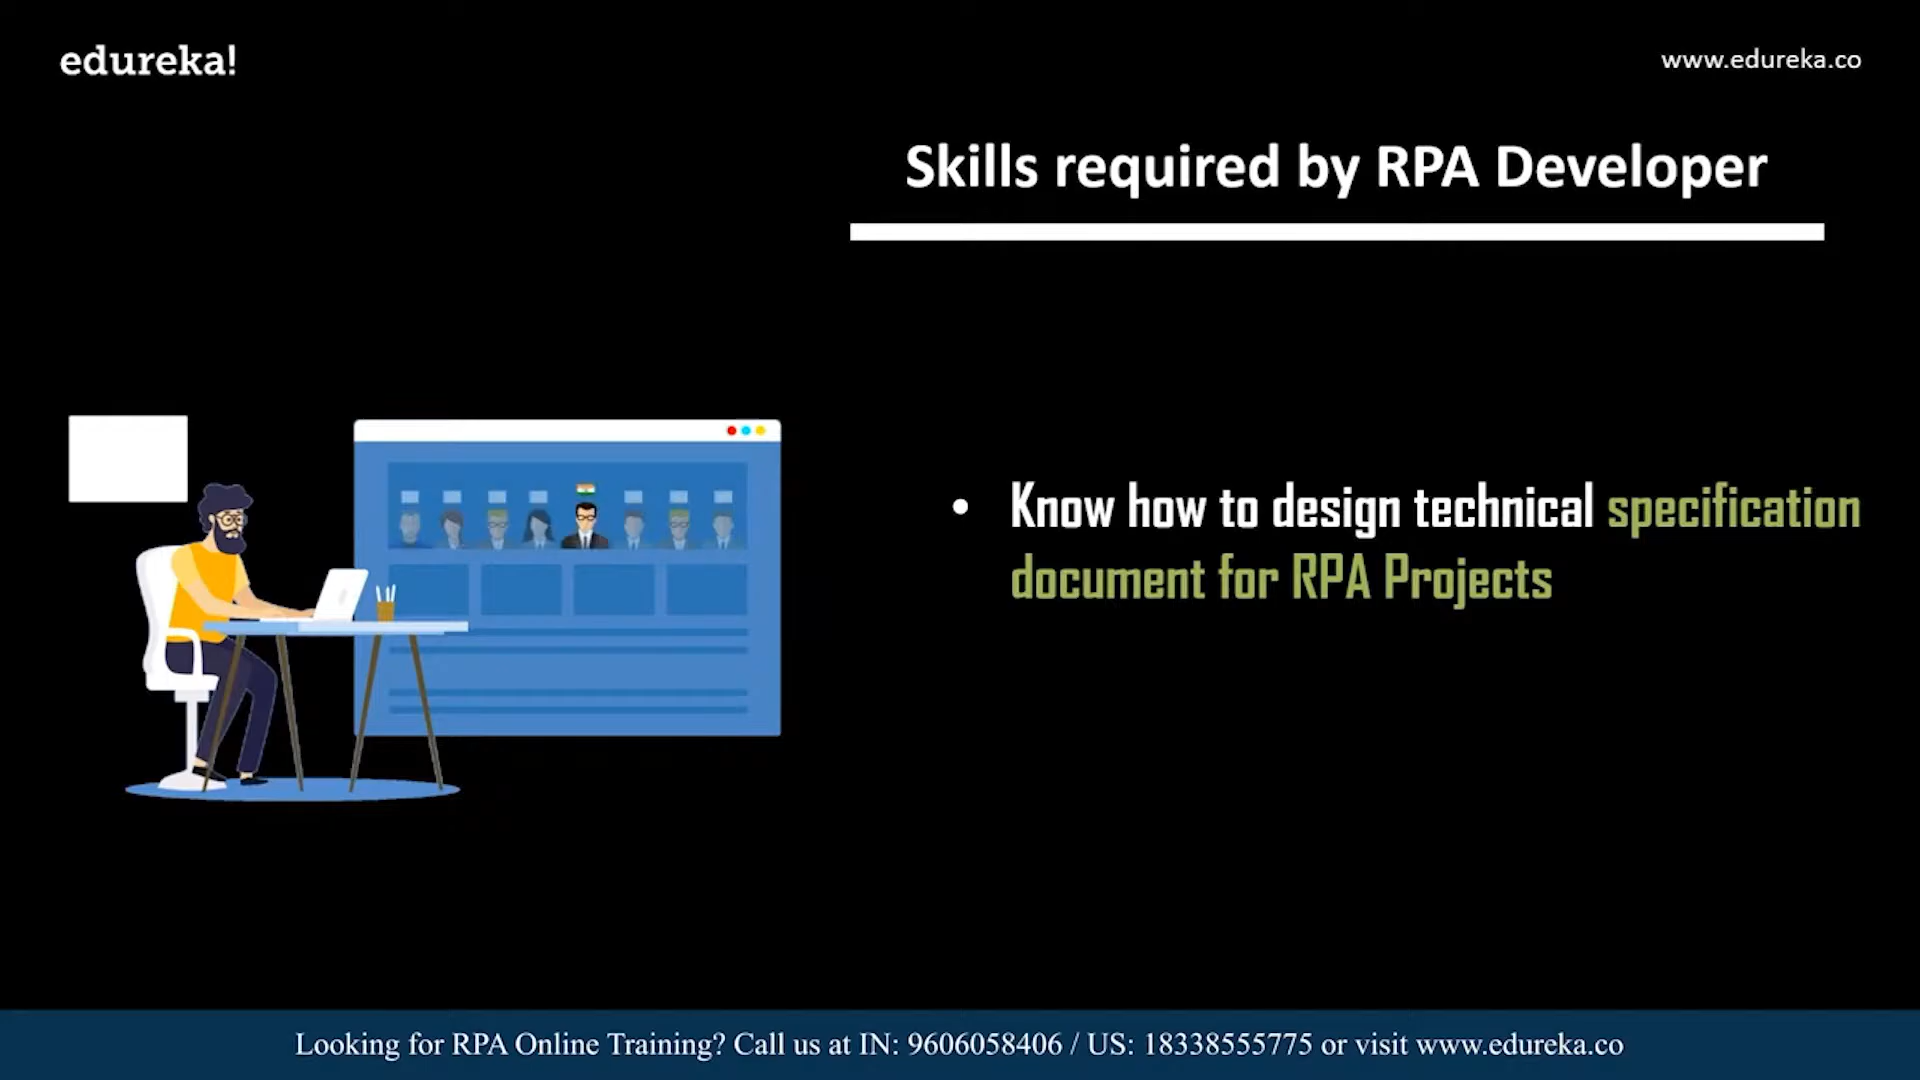 edureka!
www.edureka.co
Skills required by RPA Developer
• Know how to design technical specification
document for RPA Projects
Looking for RPA Online Training? Call us at IN: 9606058406 / US: 18338555775 or visit www.edureka.co